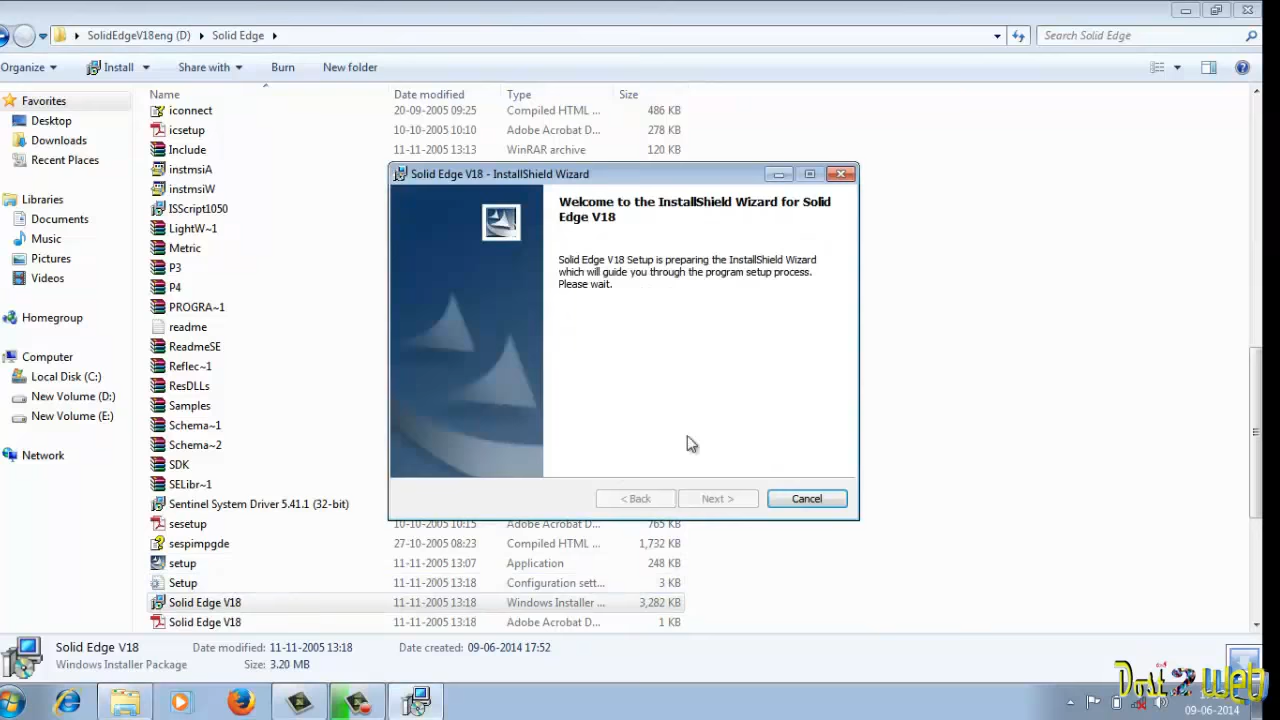 SolidEdgeV18eng (D) Solid Edge Search Solid Edge
Organize Install Share with Burn New folder
Name Date modified Type Size
Favorites
Desktop
Downloads
Recent Places
Libraries
Documents
Music
Pictures
Videos
Homegroup
Computer
Local Disk (C:)
New Volume (D:)
New Volume (E:)
Network
iconnect 20-09-2005 09:25 Compiled HTML ... 486 KB
icsetup 10-10-2005 10:10 Adobe Acrobat D... 278 KB
Include 11-11-2005 13:13 WinRAR archive 120 KB
instmsiA
instmsiW
ISScript1050
LightW~1
Metric
P3
P4
PROGRA~1
readme
ReadmeSE
Reflec~1
ResDLLs
Samples
Schema~1
Schema~2
SDK
SELibr~1
Sentinel System Driver 5.41.1 (32-bit)
sesetup 10-10-2005 10:15 Adobe Acrobat D... 765 KB
sespimpgde 27-10-2005 08:23 Compiled HTML ... 1,732 KB
setup 11-11-2005 13:07 Application 248 KB
Setup 11-11-2005 13:18 Configuration sett... 3 KB
Solid Edge V18 11-11-2005 13:18 Windows Installer ... 3,282 KB
Solid Edge V18 11-11-2005 13:18 Adobe Acrobat D... 1 KB
Solid Edge V18 - InstallShield Wizard
Welcome to the InstallShield Wizard for Solid
Edge V18
Solid Edge V18 Setup is preparing the InstallShield Wizard
which will guide you through the program setup process.
Please wait.
< Back Next > Cancel
Solid Edge V18 Date modified: 11-11-2005 13:18 Date created: 09-06-2014 17:52
Windows Installer Package Size: 3.20 MB
09-06-2014